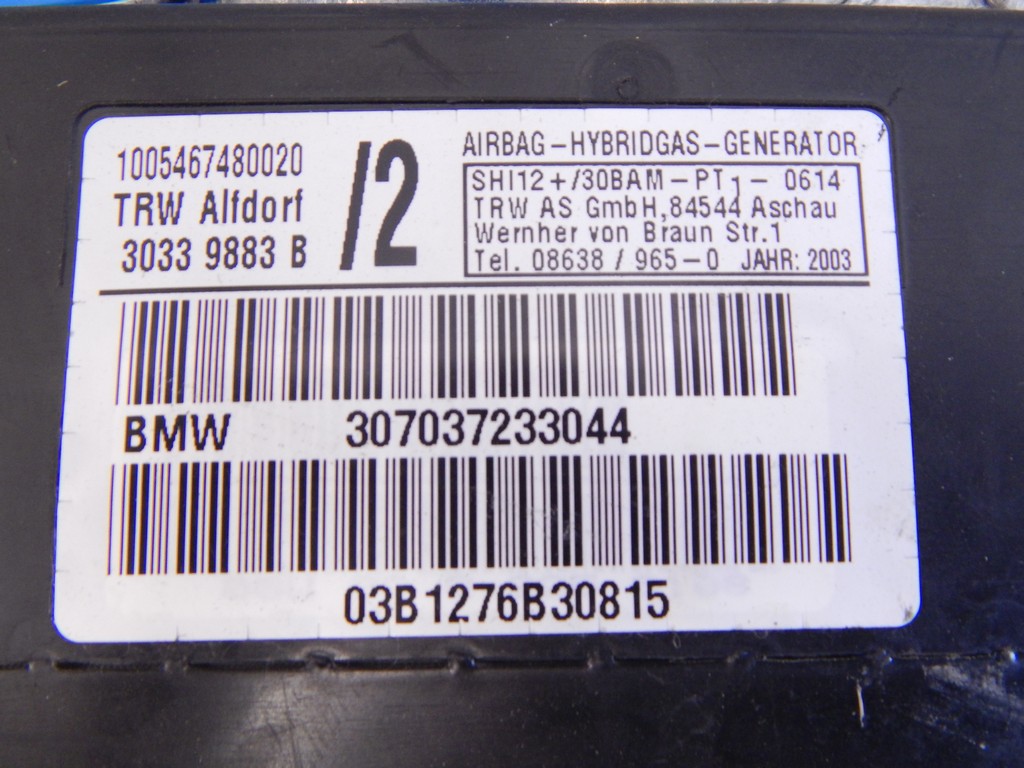 1005467480020
TRW Alfdorf
3033 9883 B
/2
AIRBAG-HYBRIDGAS-GENERATOR
SHI12+/30BAM-PT1-0614
TRW AS GmbH,84544 Aschau
Wernher von Braun Str.1
Tel. 08638 / 965-0 JAHR: 2003
BMW 307037233044
03B1276B30815